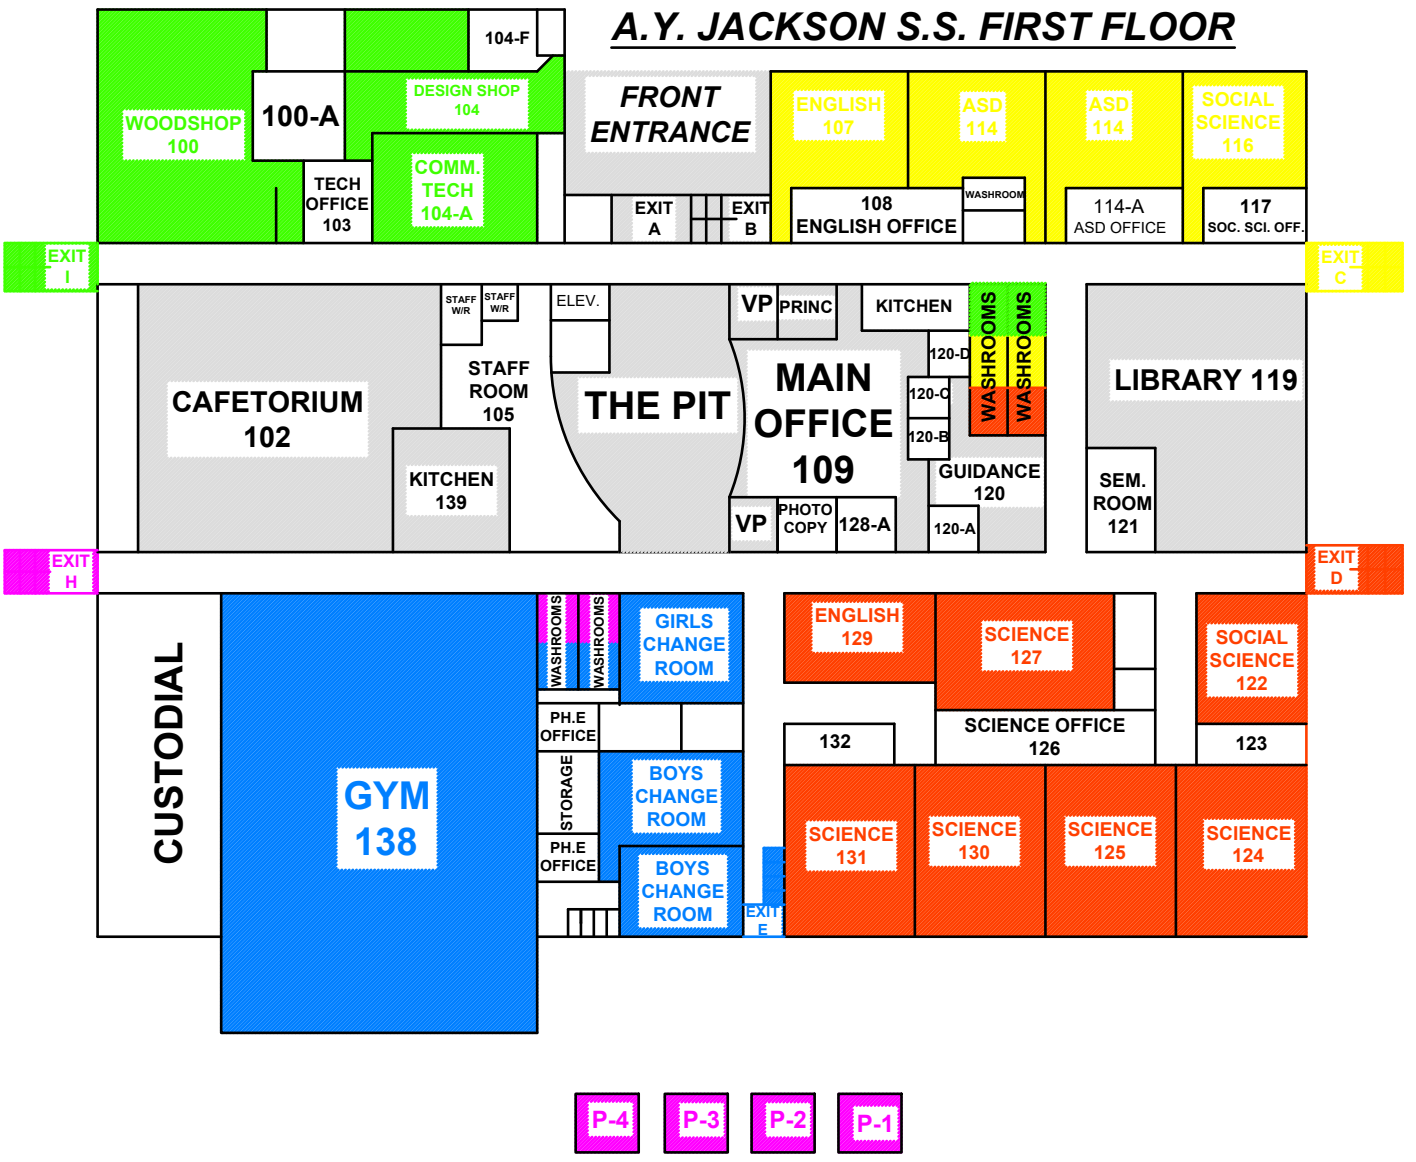 A.Y. JACKSON S.S. FIRST FLOOR
104-F
WOODSHOP
100
100-A
DESIGN SHOP
104
COMM.
TECH
104-A
TECH
OFFICE
103
FRONT
ENTRANCE
EXIT
A
EXIT
B
ENGLISH
107
ASD
114
ASD
114
SOCIAL
SCIENCE
116
108
ENGLISH OFFICE
WASHROOM
114-A
ASD OFFICE
117
SOC. SCI. OFF.
EXIT
I
EXIT
C
CAFETORIUM
102
STAFF
W/R
STAFF
W/R
STAFF
ROOM
105
KITCHEN
139
ELEV.
THE PIT
VP
PRINC
MAIN
OFFICE
109
VP
PHOTO
COPY
128-A
KITCHEN
120-D
120-C
120-B
GUIDANCE
120
120-A
WASHROOMS
WASHROOMS
LIBRARY 119
SEM.
ROOM
121
EXIT
H
EXIT
D
CUSTODIAL
GYM
138
WASHROOMS
WASHROOMS
GIRLS
CHANGE
ROOM
PH.E
OFFICE
STORAGE
PH.E
OFFICE
BOYS
CHANGE
ROOM
BOYS
CHANGE
ROOM
EXIT
E
ENGLISH
129
SCIENCE
127
SOCIAL
SCIENCE
122
132
SCIENCE OFFICE
126
123
SCIENCE
131
SCIENCE
130
SCIENCE
125
SCIENCE
124
P-4
P-3
P-2
P-1